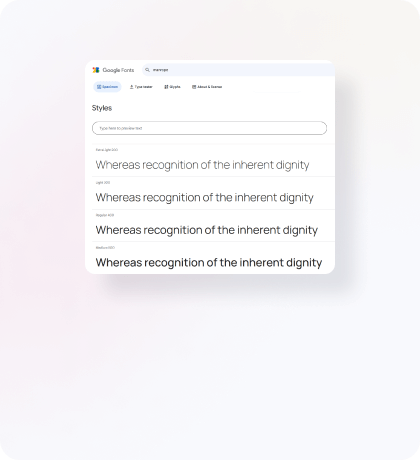 Google Fonts
manrope
Specimen
Type tester
Glyphs
About & license
Styles
Type here to preview text
Extra-light 200
Whereas recognition of the inherent dignity
Light 300
Whereas recognition of the inherent dignity
Regular 400
Whereas recognition of the inherent dignity
Medium 500
Whereas recognition of the inherent dignity